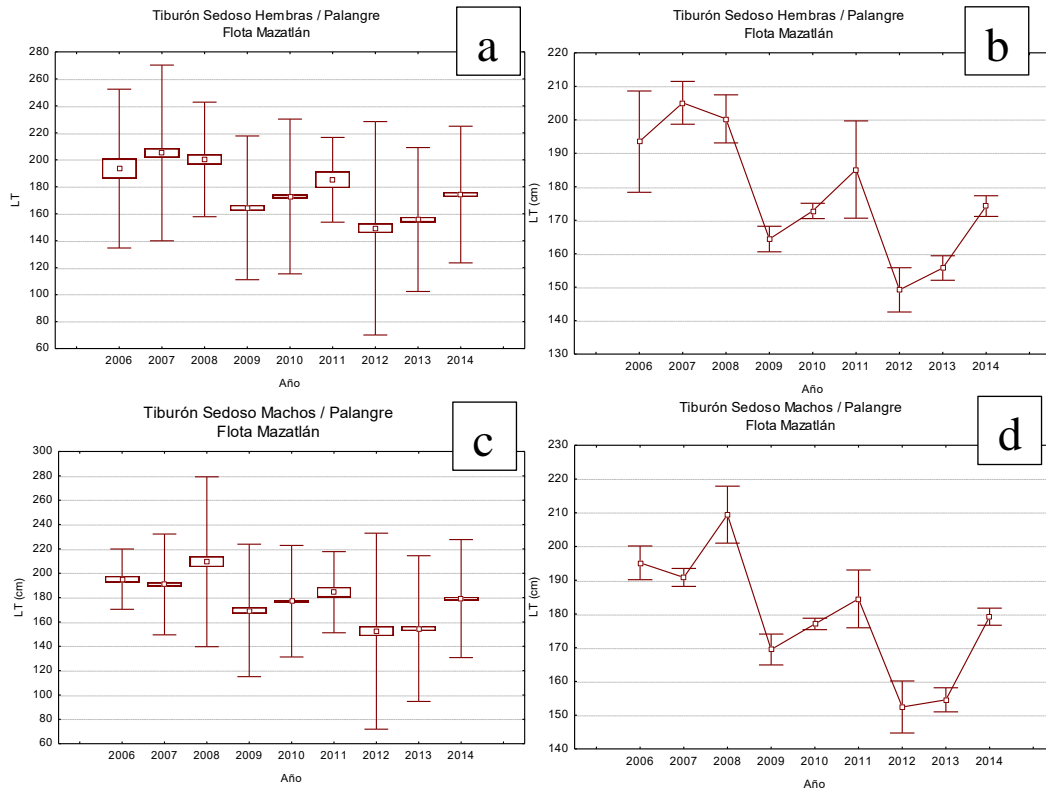 Tiburón Sedoso Hembras / Palangre
Flota Mazatlán
a
280
260
240
220
200
180
160
140
120
100
80
60
LT
2006 2007 2008 2009 2010 2011 2012 2013 2014
Año
Tiburón Sedoso Hembras / Palangre
Flota Mazatlán
b
220
210
200
190
180
170
160
150
140
130
LT (cm)
2006 2007 2008 2009 2010 2011 2012 2013 2014
Año
Tiburón Sedoso Machos / Palangre
Flota Mazatlán
c
300
280
260
240
220
200
180
160
140
120
100
80
60
LT (cm)
2006 2007 2008 2009 2010 2011 2012 2013 2014
Año
Tiburón Sedoso Machos / Palangre
Flota Mazatlán
d
230
220
210
200
190
180
170
160
150
140
LT (cm)
2006 2007 2008 2009 2010 2011 2012 2013 2014
Año